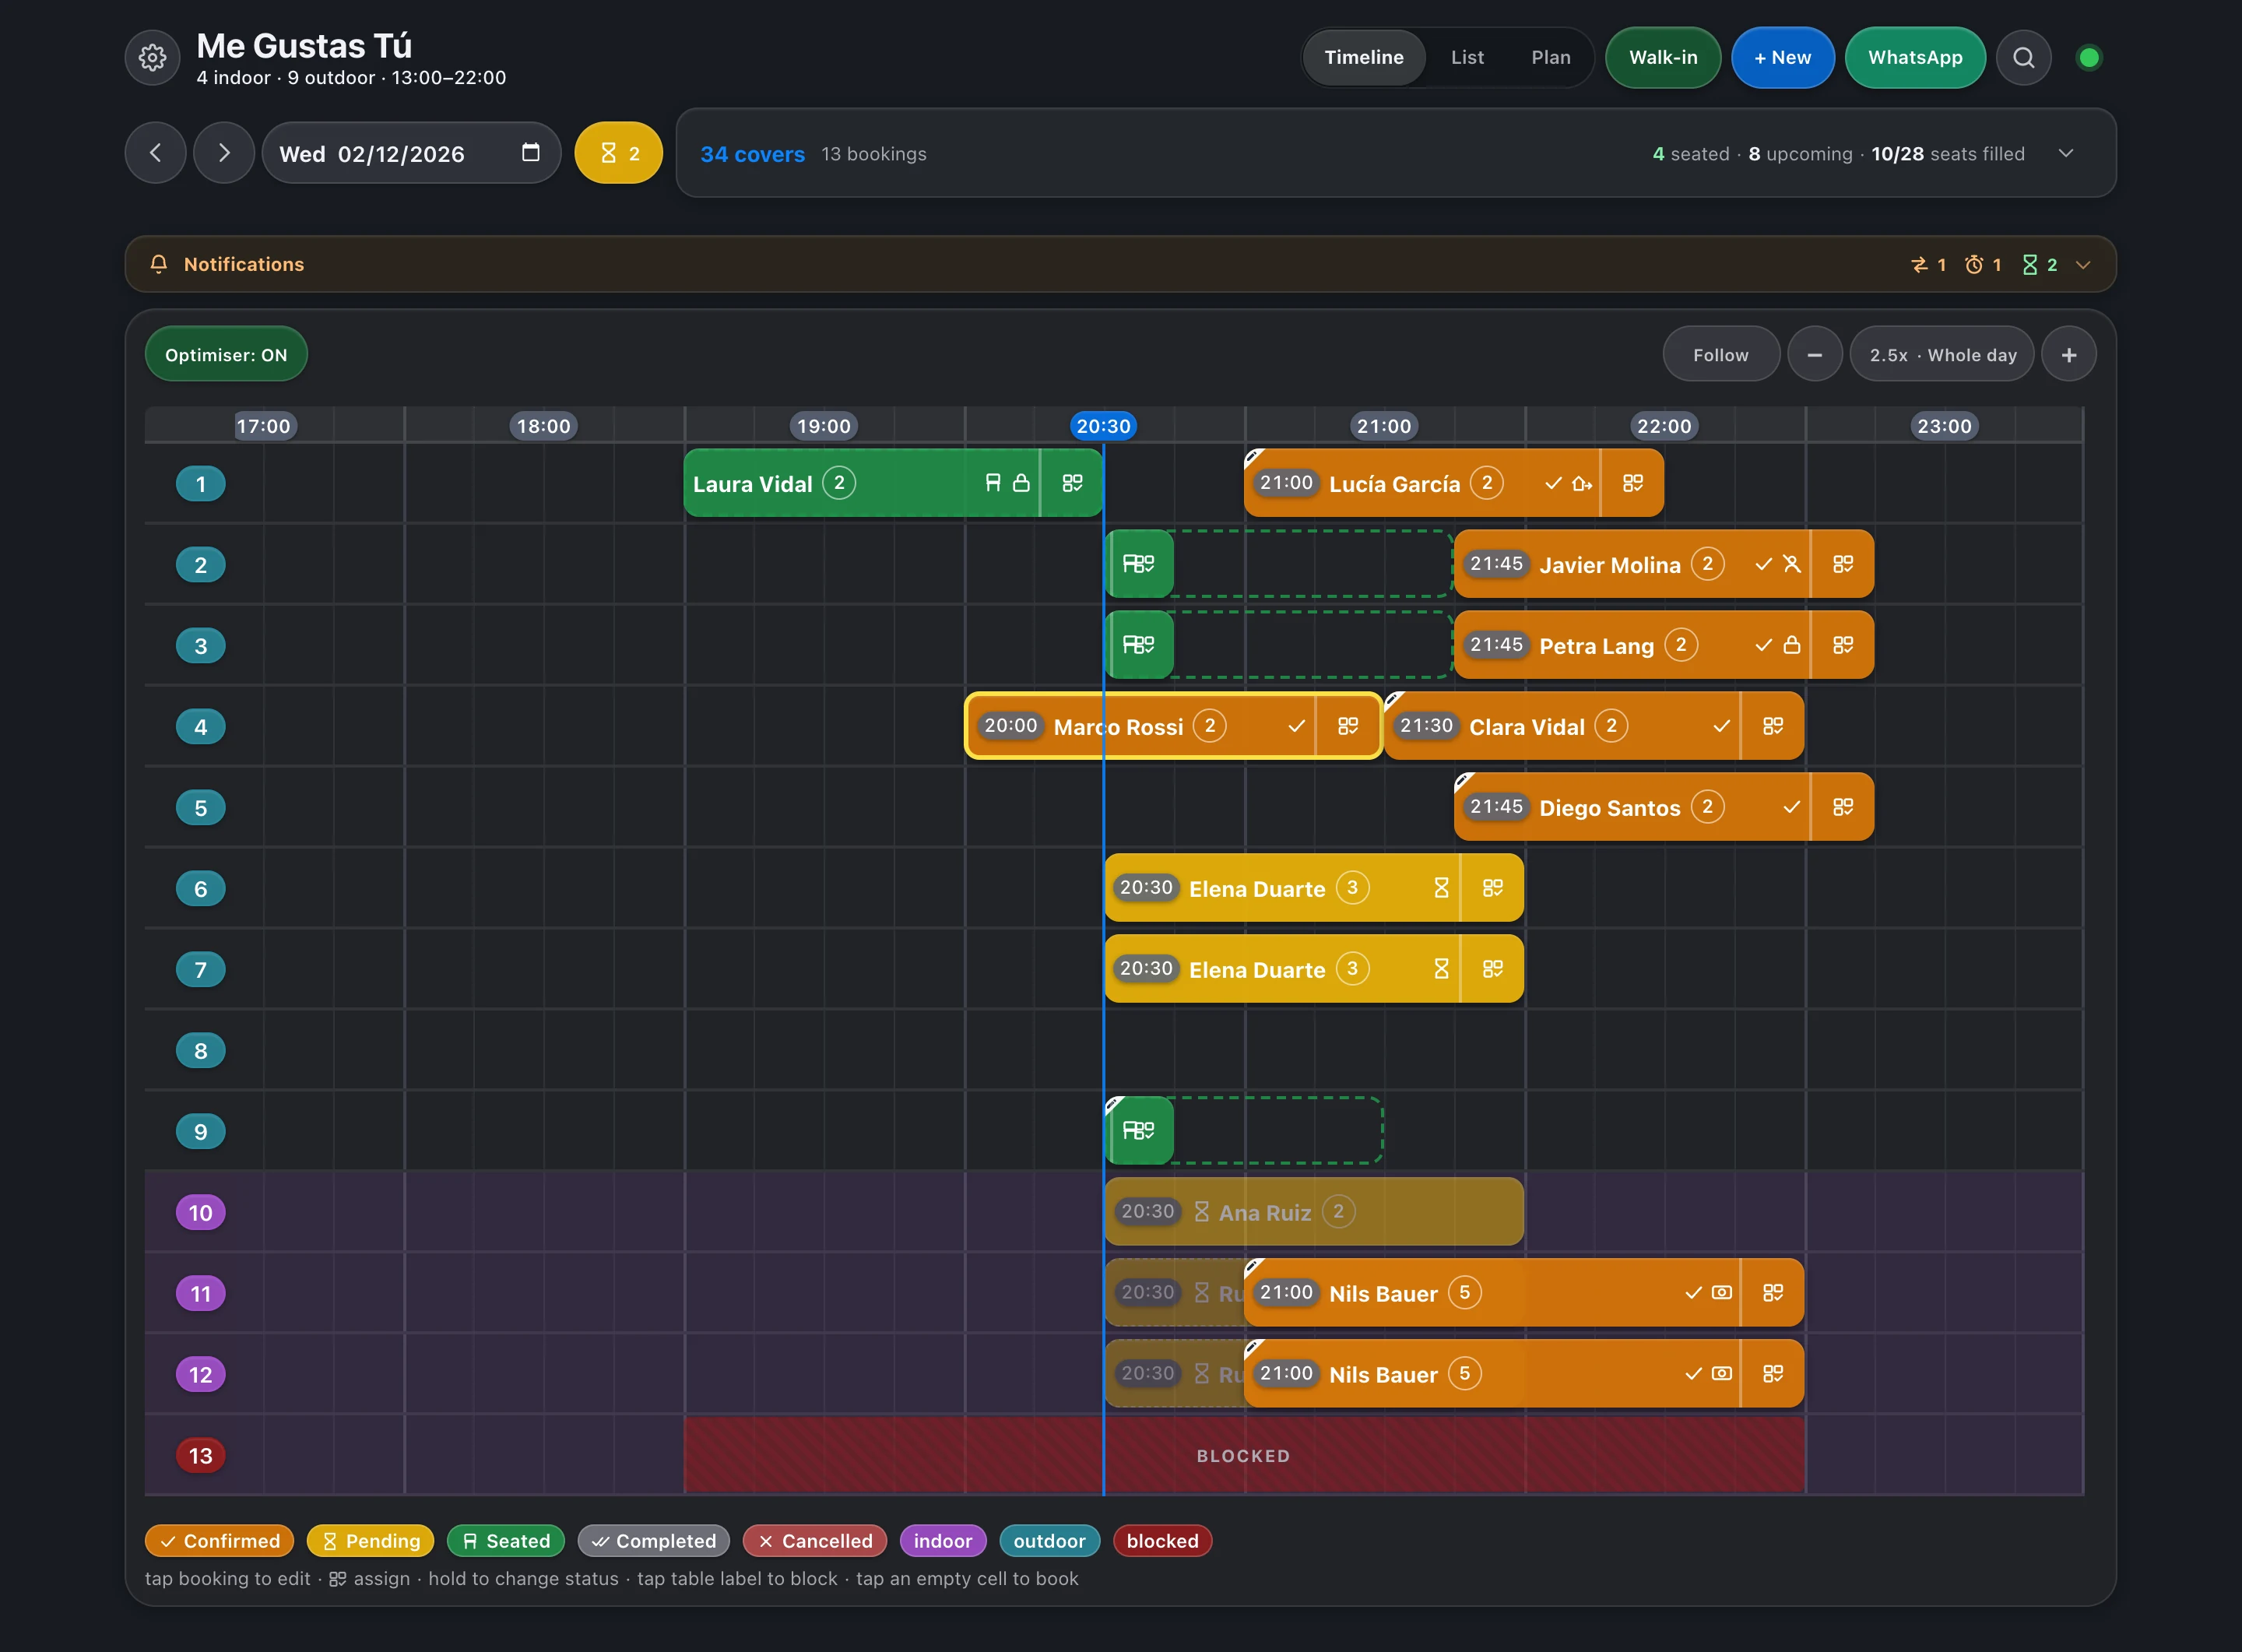 Me Gustas Tú
4 indoor · 9 outdoor · 13:00–22:00
Timeline List Plan Walk-in + New WhatsApp
Wed 02/12/2026
2
34 covers 13 bookings
4 seated · 8 upcoming · 10/28 seats filled
Notifications
1 1 2
Optimiser: ON
Follow − 2.5x · Whole day +
17:00 18:00 19:00 20:30 21:00 22:00 23:00
1 Laura Vidal 2 21:00 Lucía García 2
2 21:45 Javier Molina 2
3 21:45 Petra Lang 2
4 20:00 Marco Rossi 2 21:30 Clara Vidal 2
5 21:45 Diego Santos 2
6 20:30 Elena Duarte 3
7 20:30 Elena Duarte 3
8
9
10 20:30 Ana Ruiz 2
11 20:30 Ru 21:00 Nils Bauer 5
12 20:30 Ru 21:00 Nils Bauer 5
13 BLOCKED
Confirmed Pending Seated Completed Cancelled indoor outdoor blocked
tap booking to edit · assign · hold to change status · tap table label to block · tap an empty cell to book